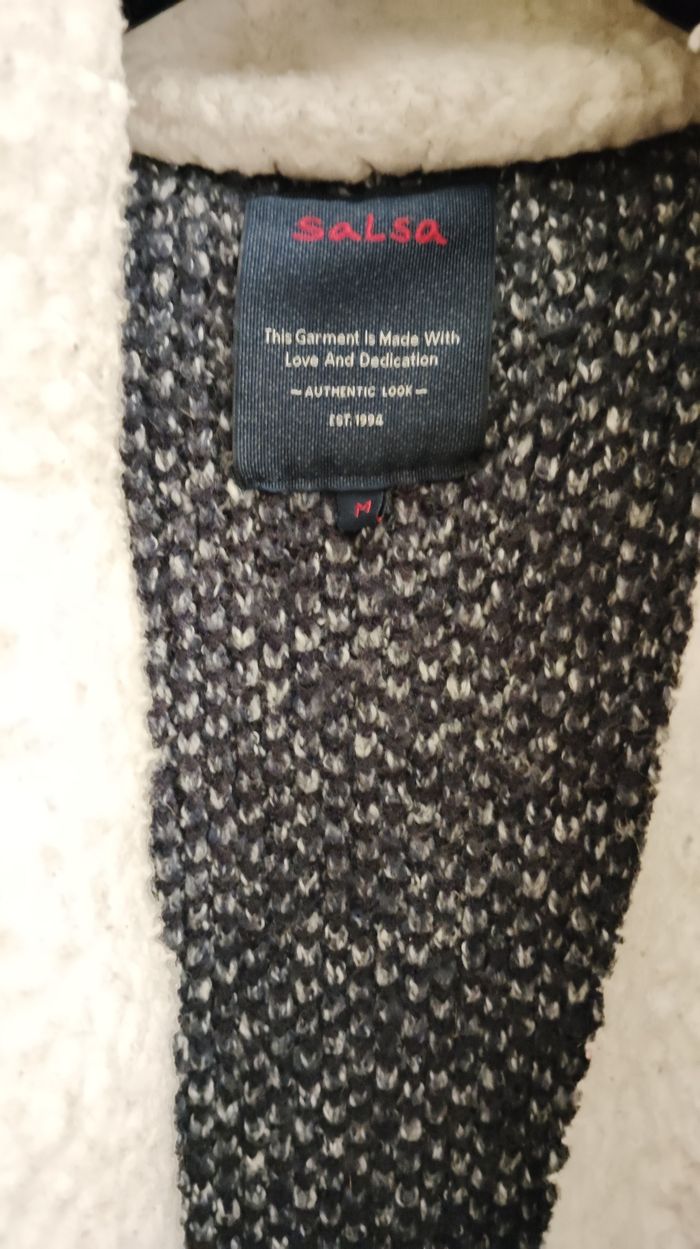 salsa
This Garment Is Made With
Love And Dedication
– AUTHENTIC LOOK –
EST. 1994
M